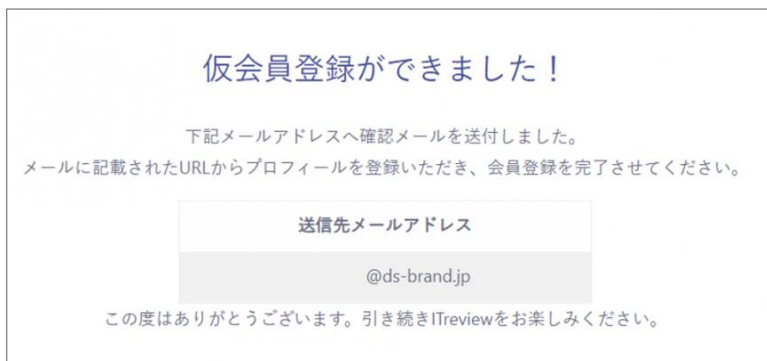 仮会員登録ができました！
下記メールアドレスへ確認メールを送付しました。
メールに記載されたURLからプロフィールを登録いただき、会員登録を完了させてください。
送信先メールアドレス
@ds-brand.jp
この度はありがとうございます。引き続きITreviewをお楽しみください。